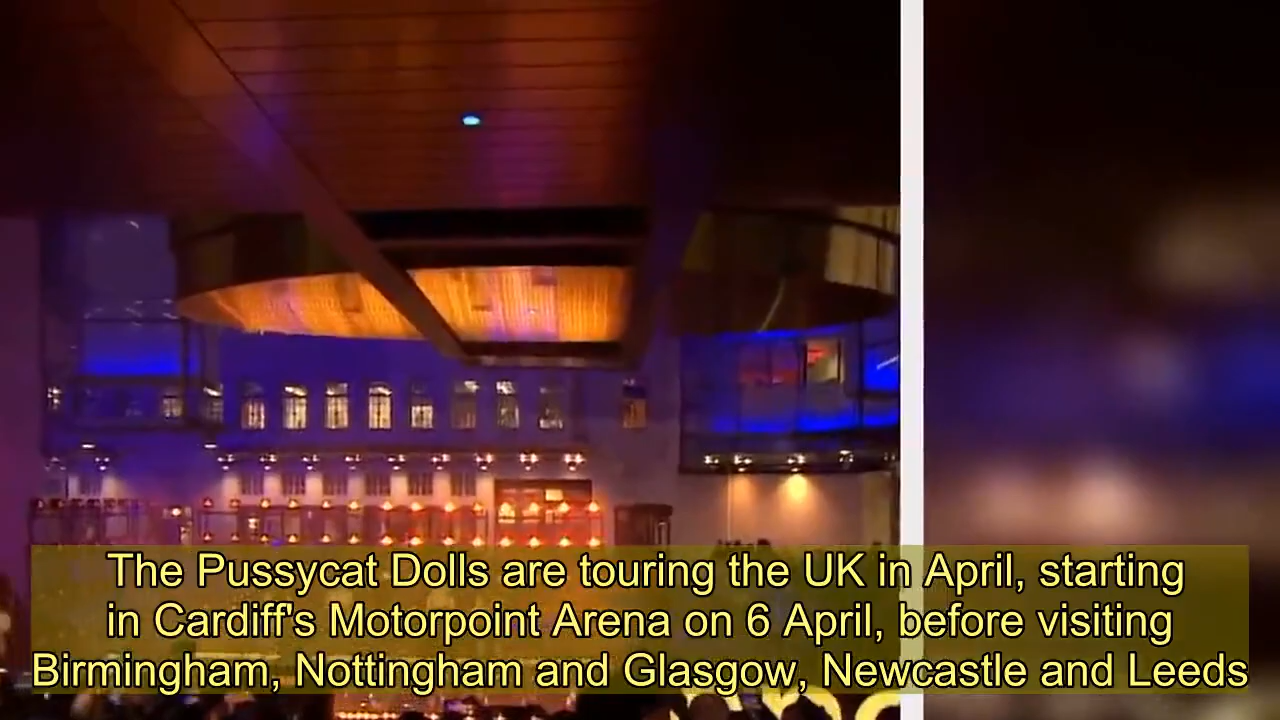 The Pussycat Dolls are touring the UK in April, starting
in Cardiff's Motorpoint Arena on 6 April, before visiting
Birmingham, Nottingham and Glasgow, Newcastle and Leeds